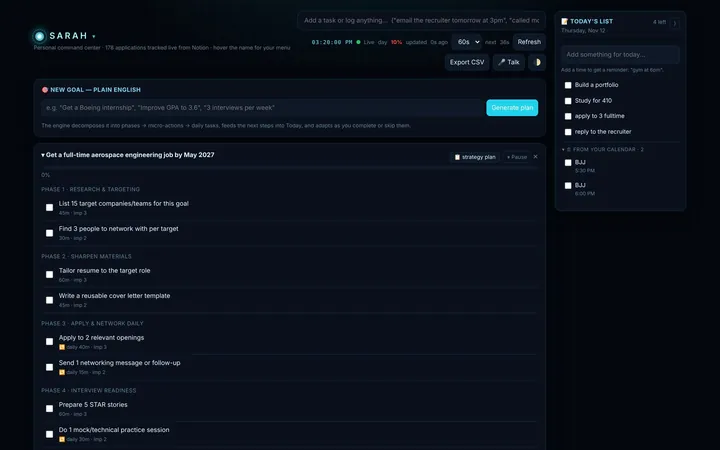 SARAH
Personal command center · 178 applications tracked live from Notion · hover the name for your menu
Add a task or log anything... ("email the recruiter tomorrow at 3pm", "called
03:20:00 PM Live day 10% updated 0s ago 60s next 36s Refresh
Export CSV Talk
NEW GOAL — PLAIN ENGLISH
e.g. "Get a Boeing internship", "Improve GPA to 3.6", "3 interviews per week"
Generate plan
The engine decomposes it into phases → micro-actions → daily tasks, feeds the next steps into Today, and adapts as you complete or skip them.
▾ Get a full-time aerospace engineering job by May 2027
strategy plan Pause ×
0%
PHASE 1 · RESEARCH & TARGETING
List 15 target companies/teams for this goal
45m · imp 3
Find 3 people to network with per target
30m · imp 2
PHASE 2 · SHARPEN MATERIALS
Tailor resume to the target role
60m · imp 3
Write a reusable cover letter template
45m · imp 2
PHASE 3 · APPLY & NETWORK DAILY
Apply to 2 relevant openings
daily 40m · imp 3
Send 1 networking message or follow-up
daily 15m · imp 2
PHASE 4 · INTERVIEW READINESS
Prepare 5 STAR stories
60m · imp 3
Do 1 mock/technical practice session
daily 30m · imp 2
TODAY'S LIST 4 left
Thursday, Nov 12
Add something for today...
Add a time to get a reminder: "gym at 6pm".
Build a portfolio
Study for 410
apply to 3 fulltime
reply to the recruiter
FROM YOUR CALENDAR · 2
BJJ
5:30 PM
BJJ
6:00 PM